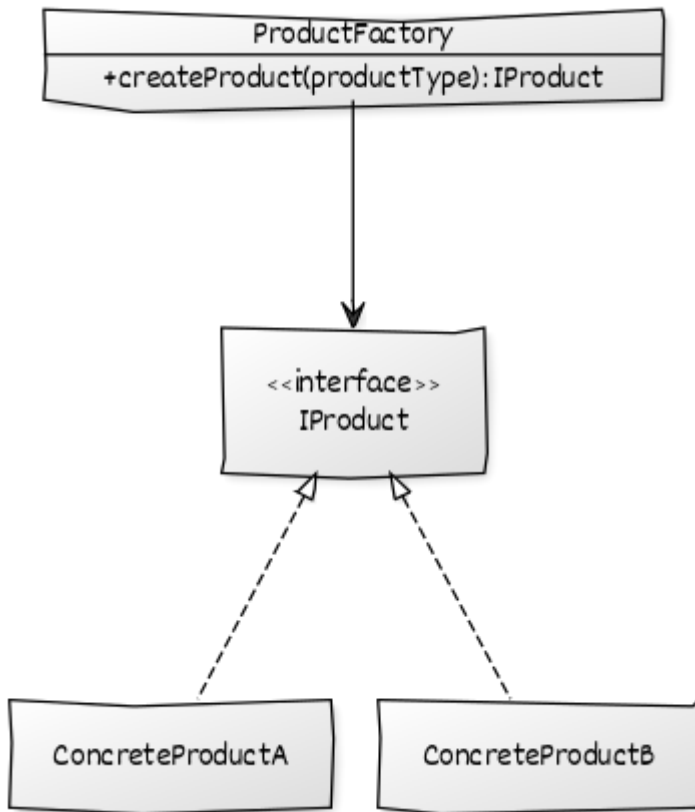 ProductFactory
+createProduct(productType):IProduct
<<interface>>
IProduct
ConcreteProductA
ConcreteProductB